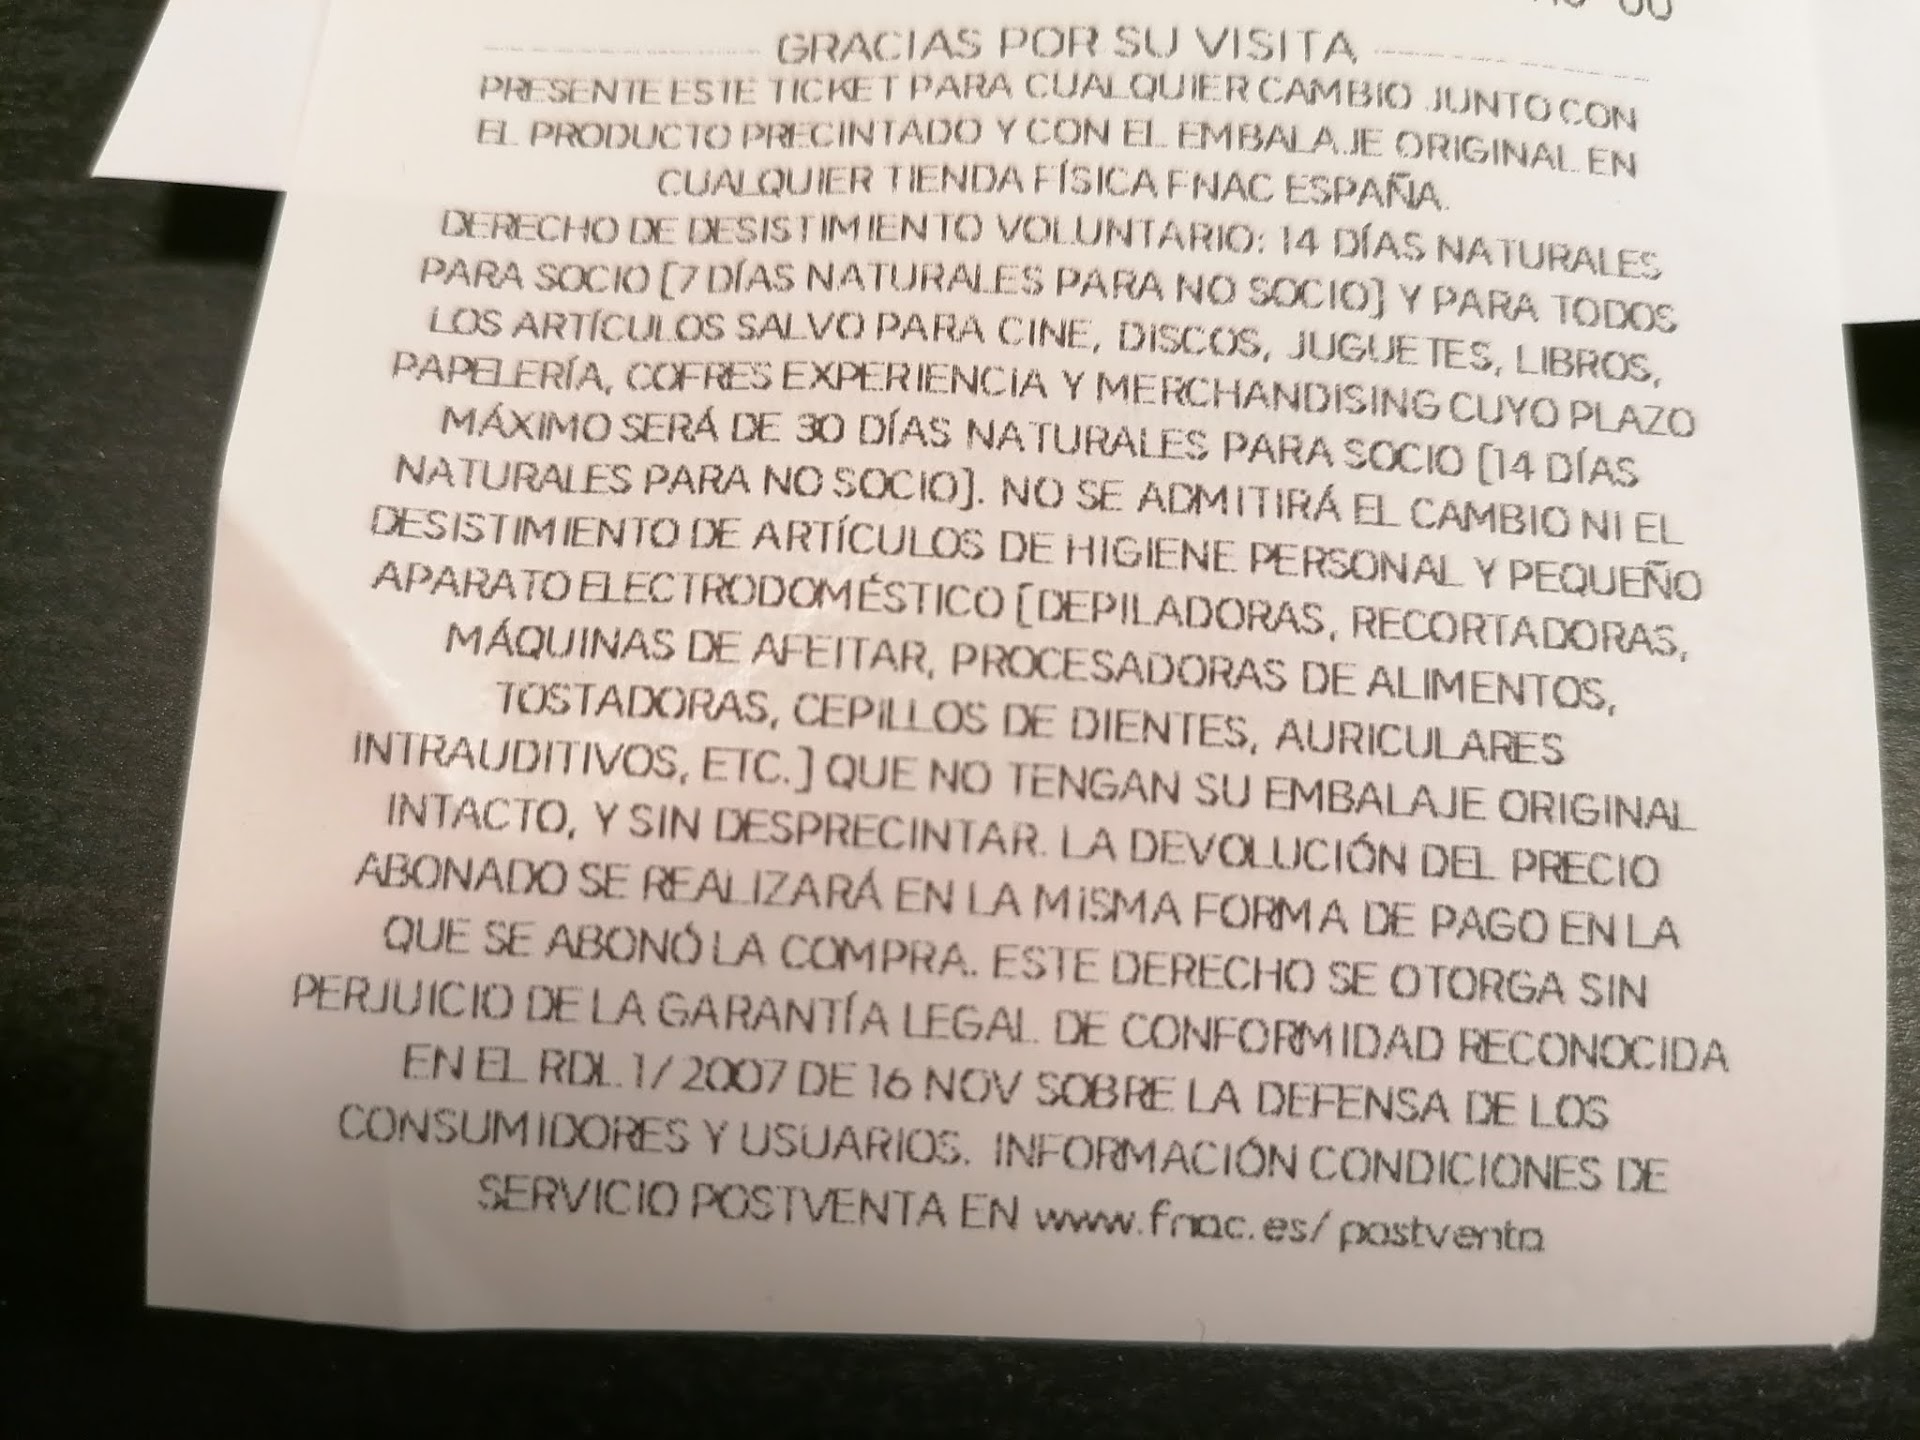 GRACIAS POR SU VISITA
PRESENTE ESTE TICKET PARA CUALQUIER CAMBIO JUNTO CON
EL PRODUCTO PRECINTADO Y CON EL EMBALAJE ORIGINAL EN
CUALQUIER TIENDA FÍSICA FNAC ESPAÑA.
DERECHO DE DESISTIMIENTO VOLUNTARIO: 14 DÍAS NATURALES
PARA SOCIO [7 DÍAS NATURALES PARA NO SOCIO] Y PARA TODOS
LOS ARTÍCULOS SALVO PARA CINE, DISCOS, JUGUETES, LIBROS,
PAPELERÍA, COFRES EXPERIENCIA Y MERCHANDISING CUYO PLAZO
MÁXIMO SERÁ DE 30 DÍAS NATURALES PARA SOCIO [14 DÍAS
NATURALES PARA NO SOCIO]. NO SE ADMITIRÁ EL CAMBIO NI EL
DESISTIMIENTO DE ARTÍCULOS DE HIGIENE PERSONAL Y PEQUEÑO
APARATO ELECTRODOMÉSTICO [DEPILADORAS, RECORTADORAS,
MÁQUINAS DE AFEITAR, PROCESADORAS DE ALIMENTOS,
TOSTADORAS, CEPILLOS DE DIENTES, AURICULARES
INTRAUDITIVOS, ETC.] QUE NO TENGAN SU EMBALAJE ORIGINAL
INTACTO, Y SIN DESPRECINTAR. LA DEVOLUCIÓN DEL PRECIO
ABONADO SE REALIZARÁ EN LA MISMA FORMA DE PAGO EN LA
QUE SE ABONÓ LA COMPRA. ESTE DERECHO SE OTORGA SIN
PERJUICIO DE LA GARANTÍA LEGAL DE CONFORMIDAD RECONOCIDA
EN EL RDL 1/2007 DE 16 NOV SOBRE LA DEFENSA DE LOS
CONSUMIDORES Y USUARIOS. INFORMACIÓN CONDICIONES DE
SERVICIO POSTVENTA EN www.fnac.es/postventa